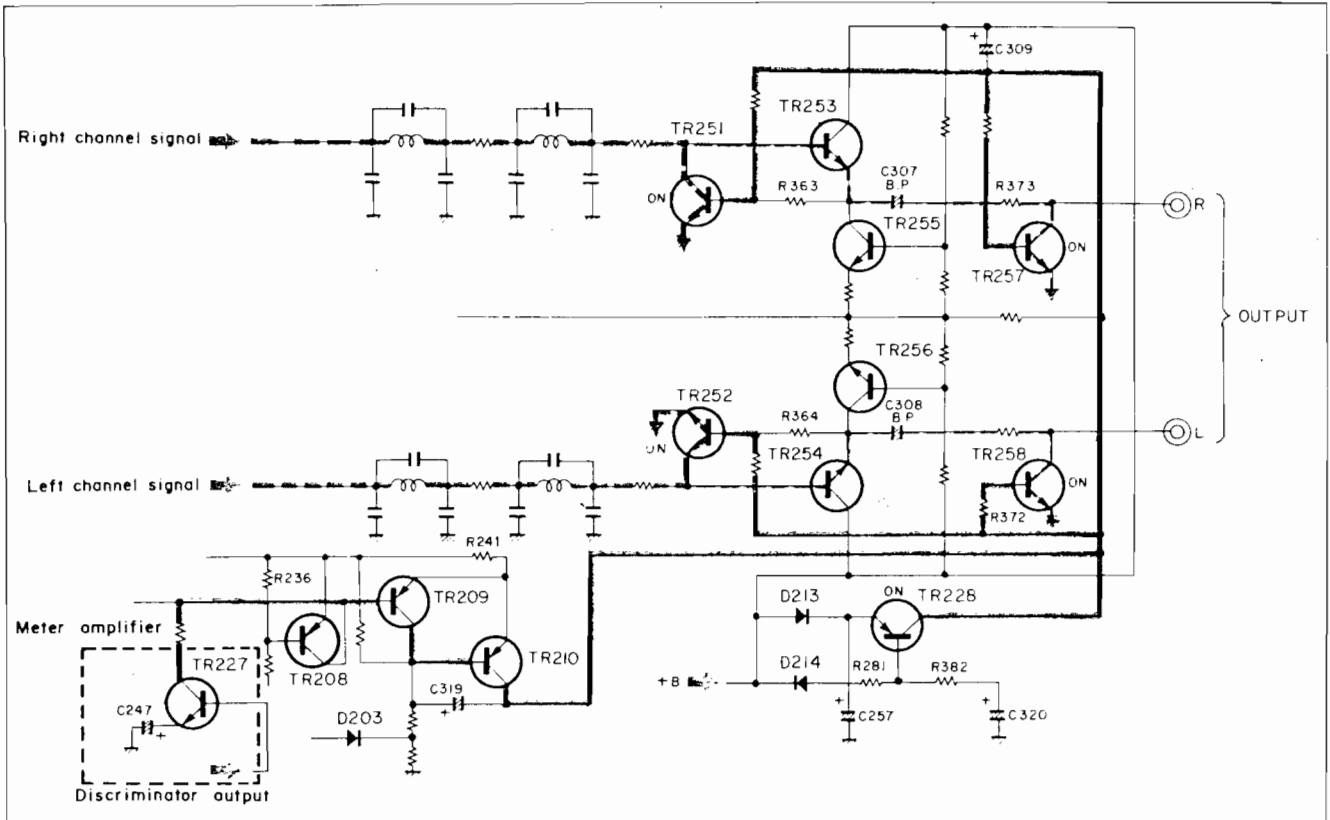 C309
TR253
Right channel signal
TR251
C307
B.P
R363
R373
ON
R
TR255
ON
TR257
OUTPUT
TR256
TR252
C308
B.P
R364
ON
L
TR254
TR258
Left channel signal
ON
R372
R241
R236
ON
D213
TR228
TR209
Meter amplifier
TR227
TR210
D214
R281
R382
TR208
+B
C319
C247
C257
C320
D203
Discriminator output